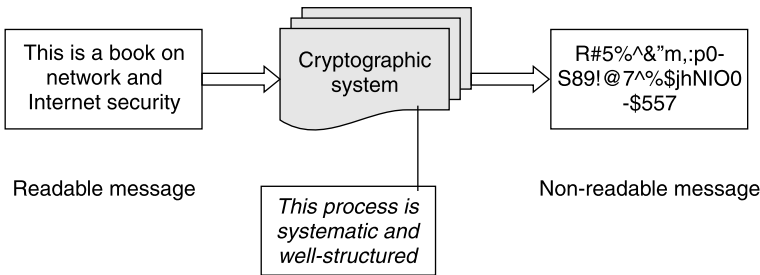 This is a book on
network and
Internet security
Cryptographic
system
R#5%^&”m,:p0-
S89!@7^%$jhNIO0
-$557
Readable message
This process is
systematic and
well-structured
Non-readable message